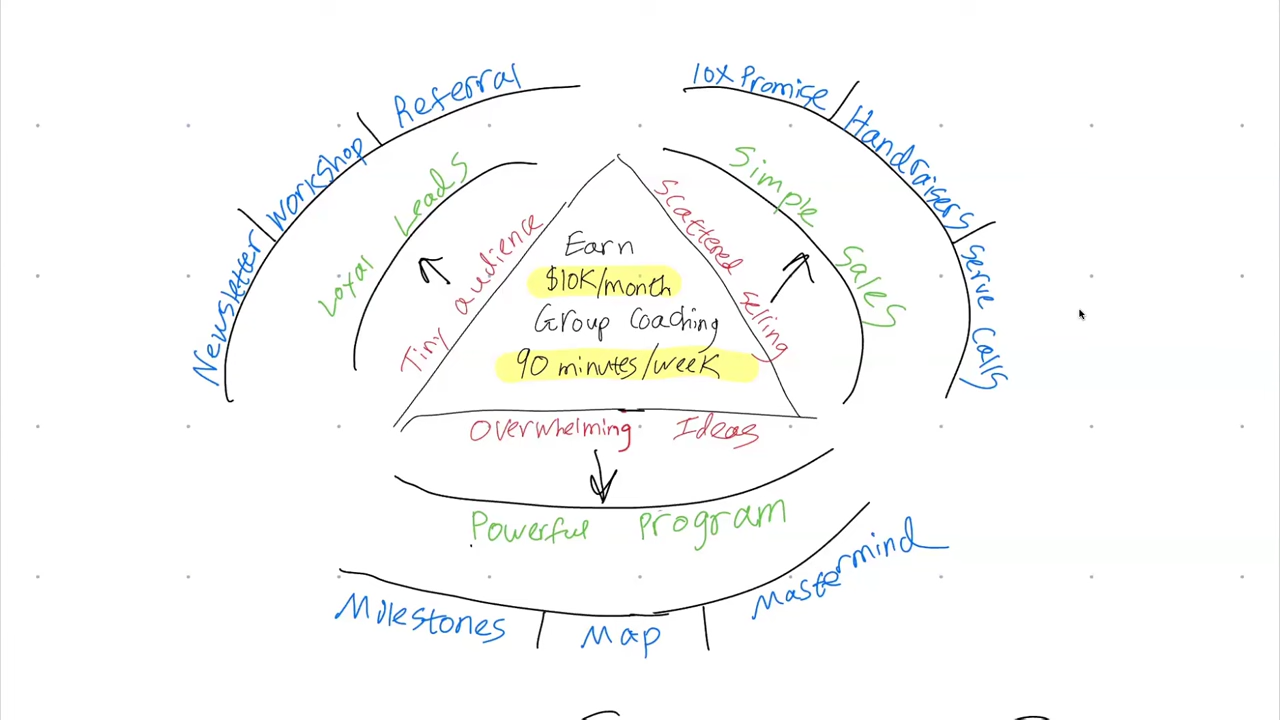 Referral
Workshop
Newsletter
10x Promise
Handraisers
Serve Calls
Loyal Leads
Simple Sales
Tiny audience
Scattered selling
Earn
$10K/month
Group Coaching
90 minutes/week
Overwhelming Ideas
Powerful Program
Milestones
Map
Mastermind